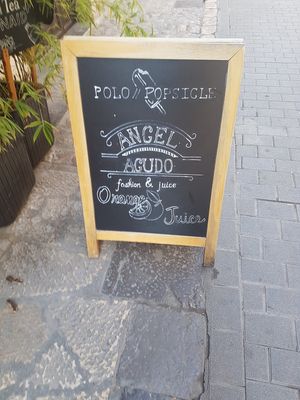 POLO // POPSICLE
ANGEL
AGUDO
fashion & juice
Orange
Juice